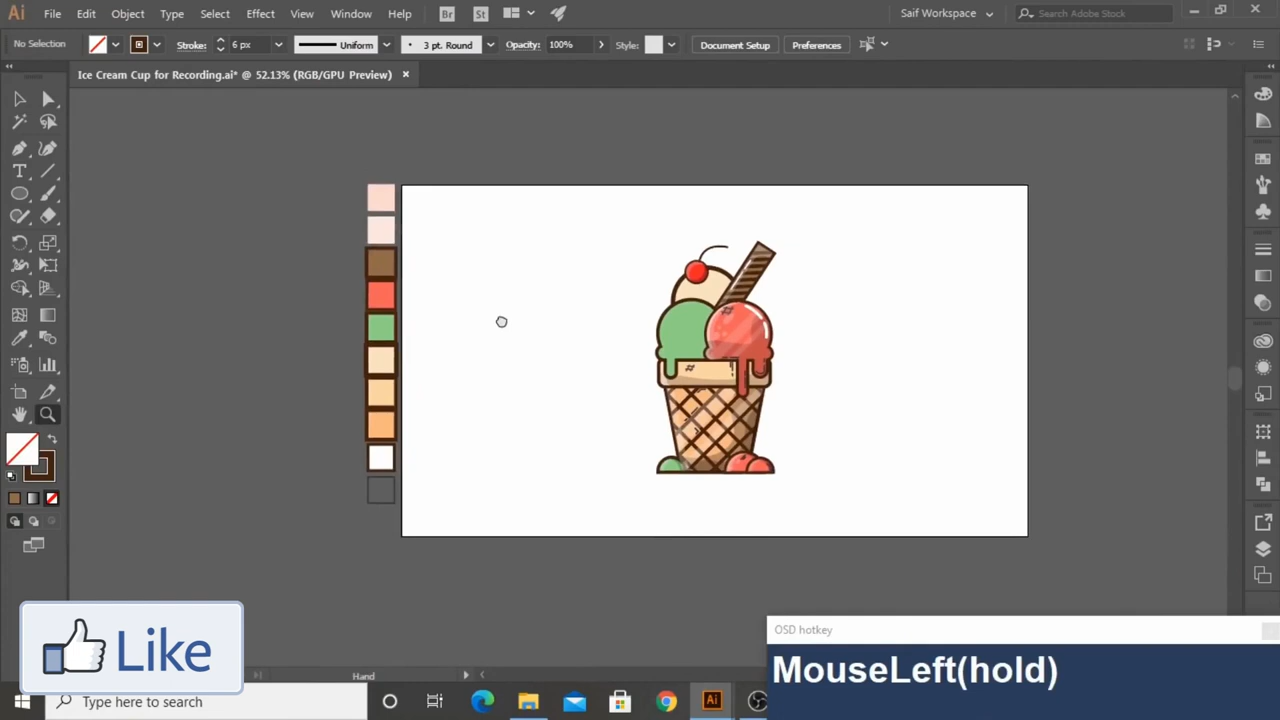 Ai File Edit Object Type Select Effect View Window Help Br St Saif Workspace Search Adobe Stock
No Selection Stroke: 6 px Uniform 3 pt. Round Opacity: 100% Style: Document Setup Preferences
Ice Cream Cup for Recording.ai* @ 52.13% (RGB/GPU Preview) ×
OSD hotkey
MouseLeft(hold)
Like
Hand
Type here to search
Ai